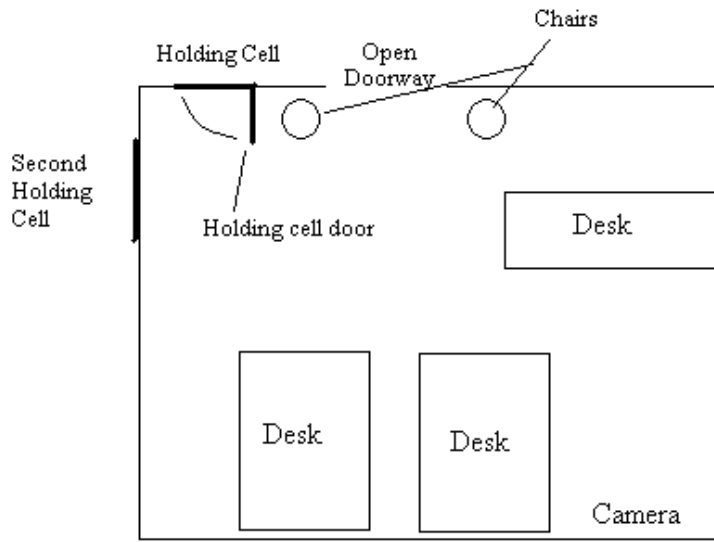 Chairs
Holding Cell
Open
Doorway
Second
Holding
Cell
Holding cell door
Desk
Desk
Desk
Camera